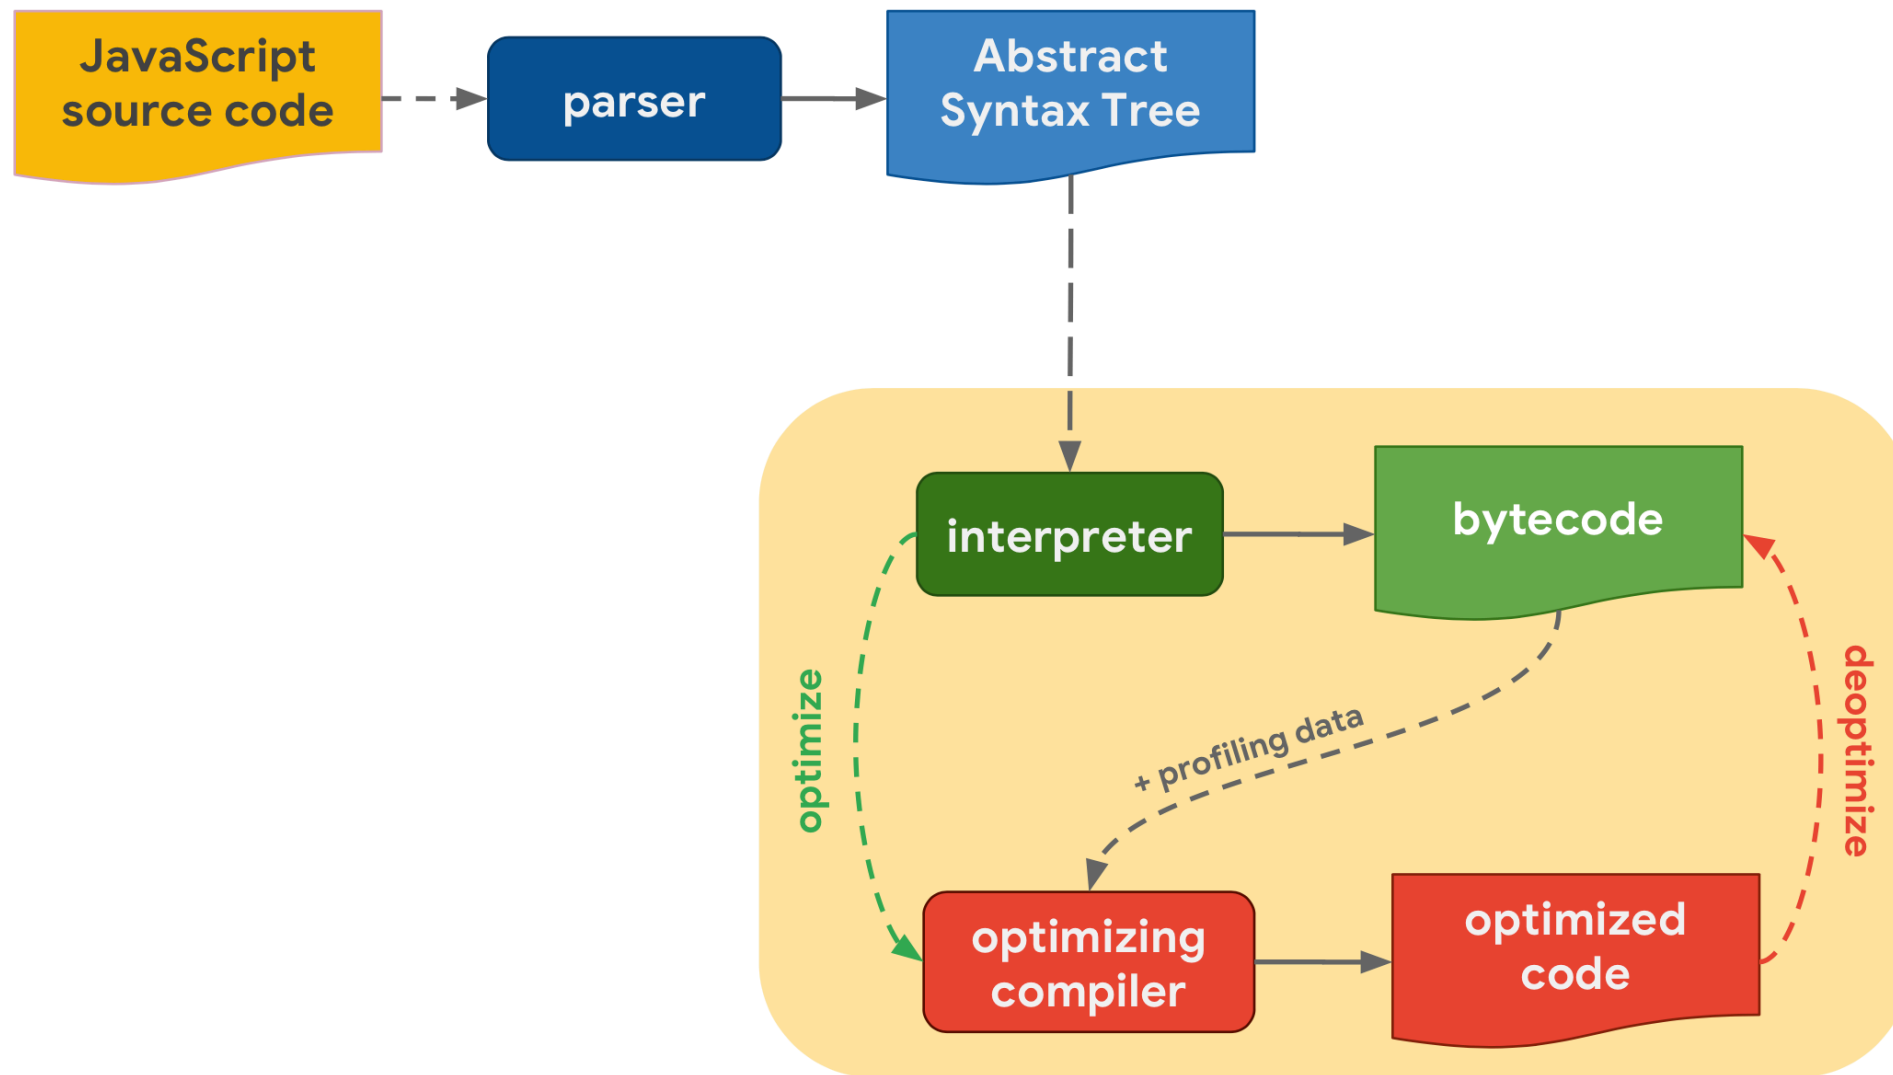 JavaScript
source code
parser
Abstract
Syntax Tree
interpreter
bytecode
optimize
+ profiling data
deoptimize
optimizing
compiler
optimized
code